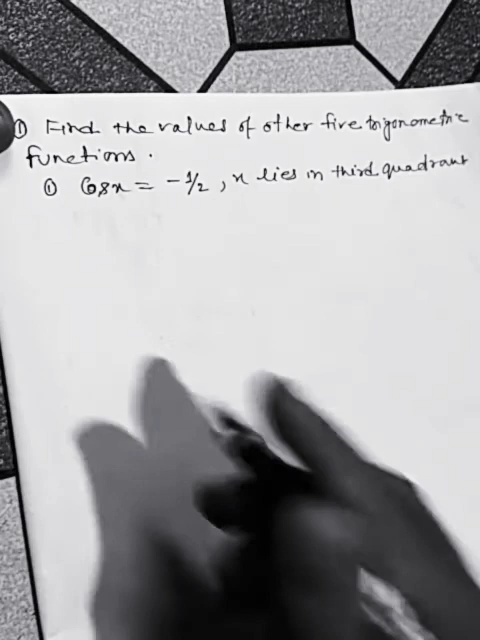 ① Find the values of other five trigonometric
functions.
① Cosx = -1/2, x lies in third quadrant